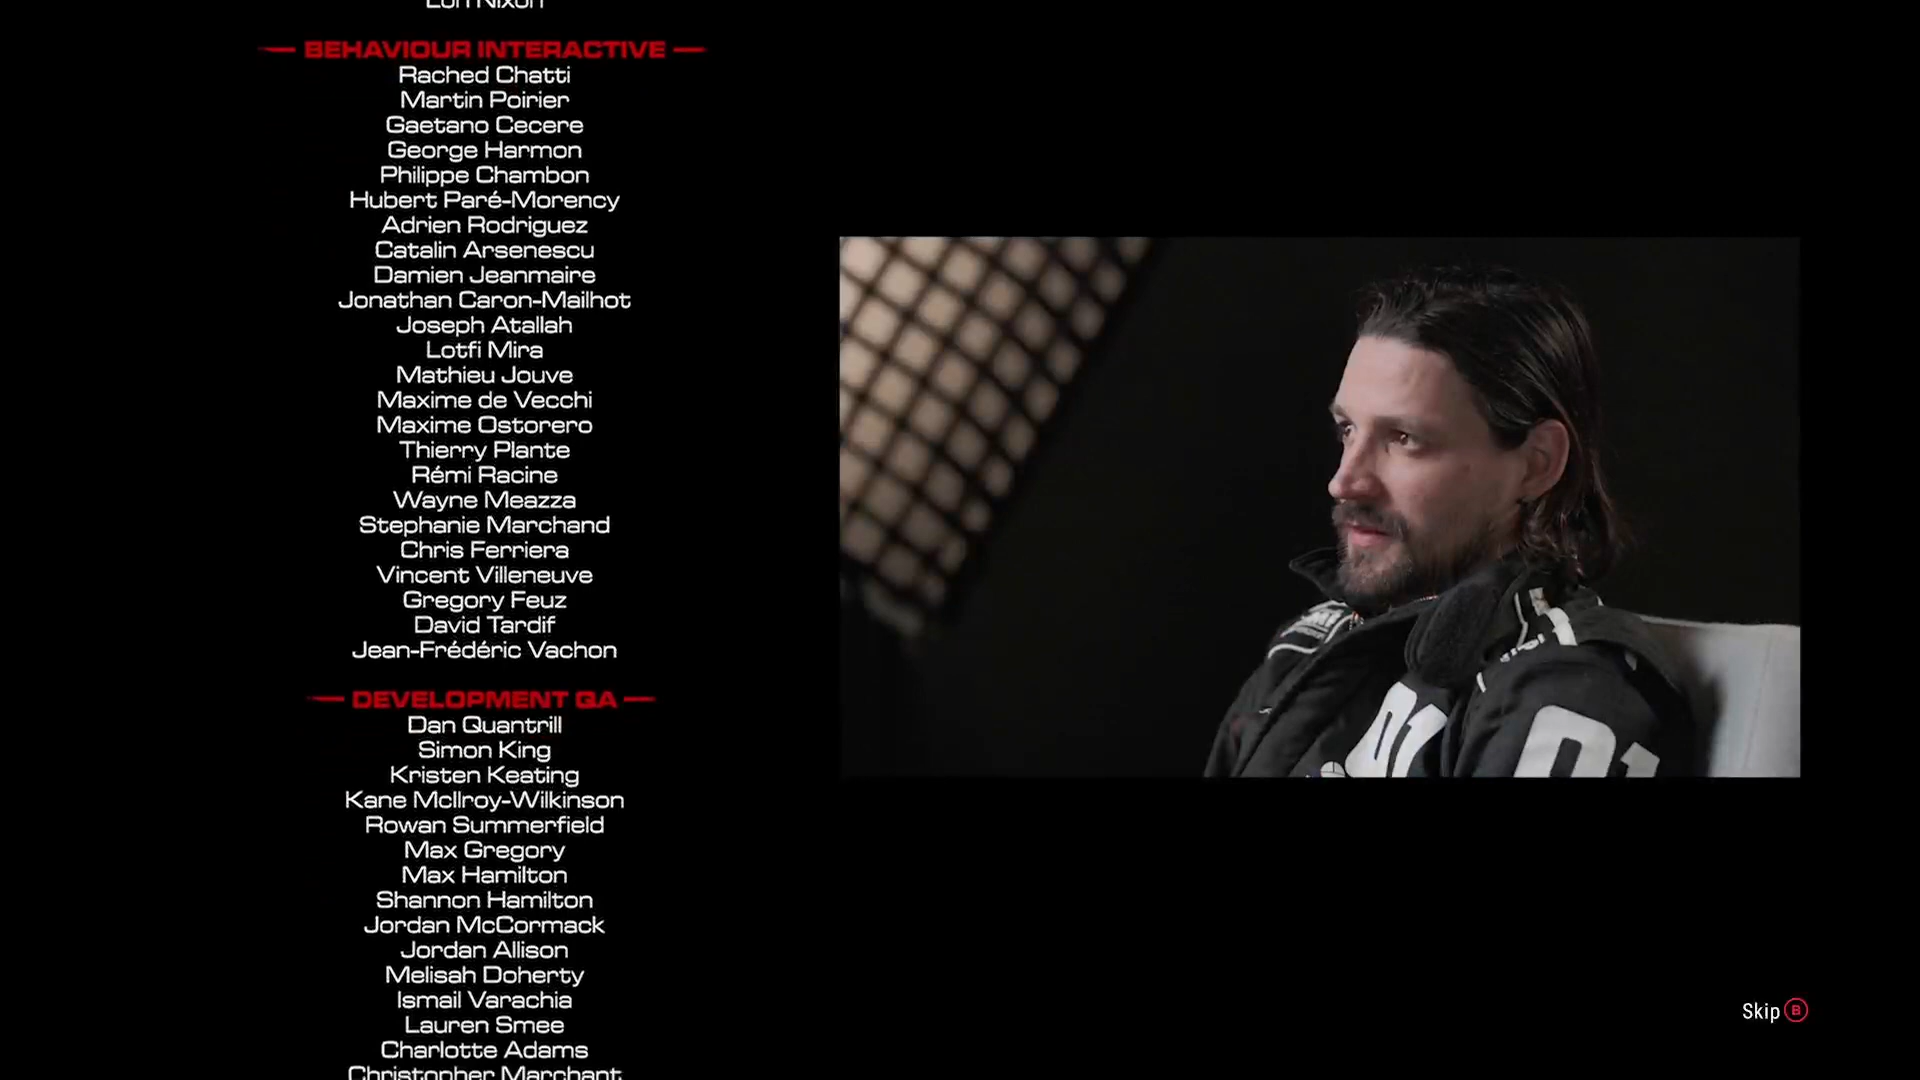 Lori Nixon
BEHAVIOUR INTERACTIVE
Rached Chatti
Martin Poirier
Gaetano Cecere
George Harmon
Philippe Chambon
Hubert Paré-Morency
Adrien Rodriguez
Catalin Arsenescu
Damien Jeanmaire
Jonathan Caron-Mailhot
Joseph Atallah
Lotfi Mira
Mathieu Jouve
Maxime de Vecchi
Maxime Ostorero
Thierry Plante
Rémi Racine
Wayne Meazza
Stephanie Marchand
Chris Ferriera
Vincent Villeneuve
Gregory Feuz
David Tardif
Jean-Frédéric Vachon
DEVELOPMENT QA
Dan Quantrill
Simon King
Kristen Keating
Kane McIlroy-Wilkinson
Rowan Summerfield
Max Gregory
Max Hamilton
Shannon Hamilton
Jordan McCormack
Jordan Allison
Melisah Doherty
Ismail Varachia
Lauren Smee
Charlotte Adams
Christopher Marchant
01
01
Skip B